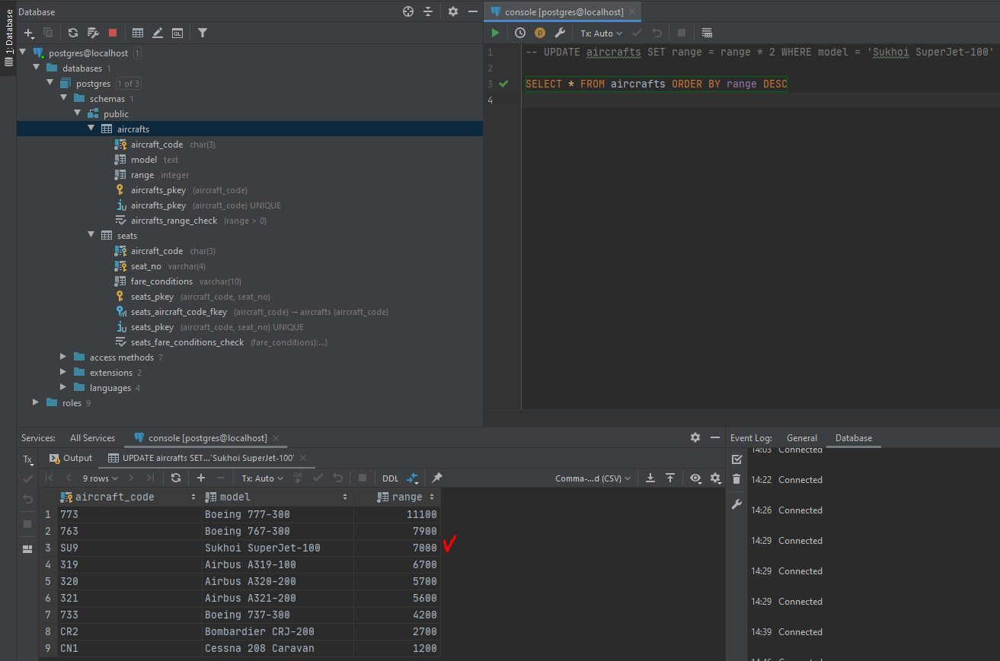 1: Database
Database
postgres@localhost 1
databases 1
postgres 1 of 3
schemas 1
public
aircrafts
aircraft_code char(3)
model text
range integer
aircrafts_pkey (aircraft_code)
aircrafts_pkey (aircraft_code) UNIQUE
aircrafts_range_check (range > 0)
seats
aircraft_code char(3)
seat_no varchar(4)
fare_conditions varchar(10)
seats_pkey (aircraft_code, seat_no)
seats_aircraft_code_fkey (aircraft_code) → aircrafts (aircraft_code)
seats_pkey (aircraft_code, seat_no) UNIQUE
seats_fare_conditions_check (fare_conditions):...)
access methods 7
extensions 2
languages 4
roles 9
console [postgres@localhost]
Tx: Auto
1 -- UPDATE aircrafts SET range = range * 2 WHERE model = 'Sukhoi SuperJet-100'
2
3 SELECT * FROM aircrafts ORDER BY range DESC
4
Services: All Services console [postgres@localhost]
Tx Output UPDATE aircrafts SET...'Sukhoi SuperJet-100'
9 rows Tx: Auto DB DDL Comma-...d (CSV)
aircraft_code model range
1 773 Boeing 777-300 11100
2 763 Boeing 767-300 7900
3 SU9 Sukhoi SuperJet-100 7000
4 319 Airbus A319-100 6700
5 320 Airbus A320-200 5700
6 321 Airbus A321-200 5600
7 733 Boeing 737-300 4200
8 CR2 Bombardier CRJ-200 2700
9 CN1 Cessna 208 Caravan 1200
Event Log: General Database
14:03 Connected
14:22 Connected
14:26 Connected
14:29 Connected
14:29 Connected
14:29 Connected
14:39 Connected